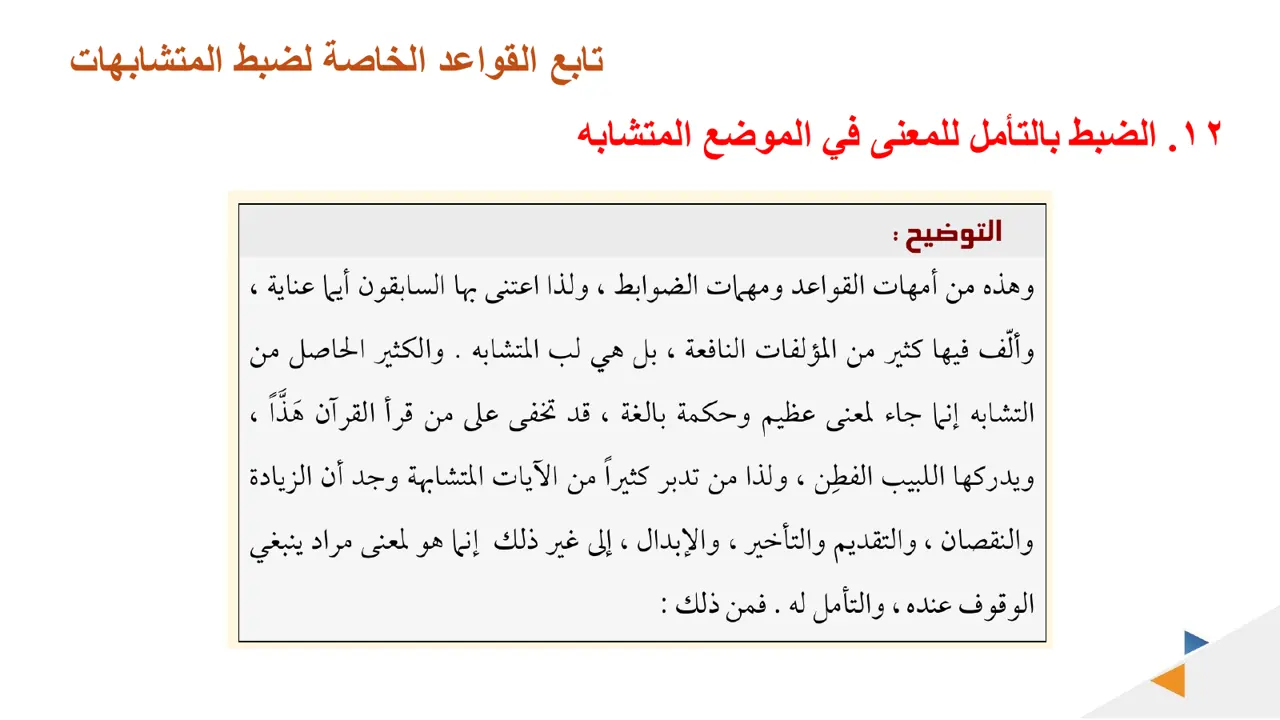 تابع القواعد الخاصة لضبط المتشابهات
١٢. الضبط بالتأمل للمعنى في الموضع المتشابه
التوضيح :
وهذه من أمهات القواعد ومهمات الضوابط ، ولذا اعتنى بها السابقون أيما عناية ،
وألّف فيها كثير من المؤلفات النافعة ، بل هي لب المتشابه . والكثير الحاصل من
التشابه إنما جاء لمعنى عظيم وحكمة بالغة ، قد تخفى على من قرأ القرآن هَذَّاً ،
ويدركها اللبيب الفطِن ، ولذا من تدبر كثيراً من الآيات المتشابهة وجد أن الزيادة
والنقصان ، والتقديم والتأخير ، والإبدال ، إلى غير ذلك إنما هو لمعنى مراد ينبغي
الوقوف عنده ، والتأمل له . فمن ذلك :